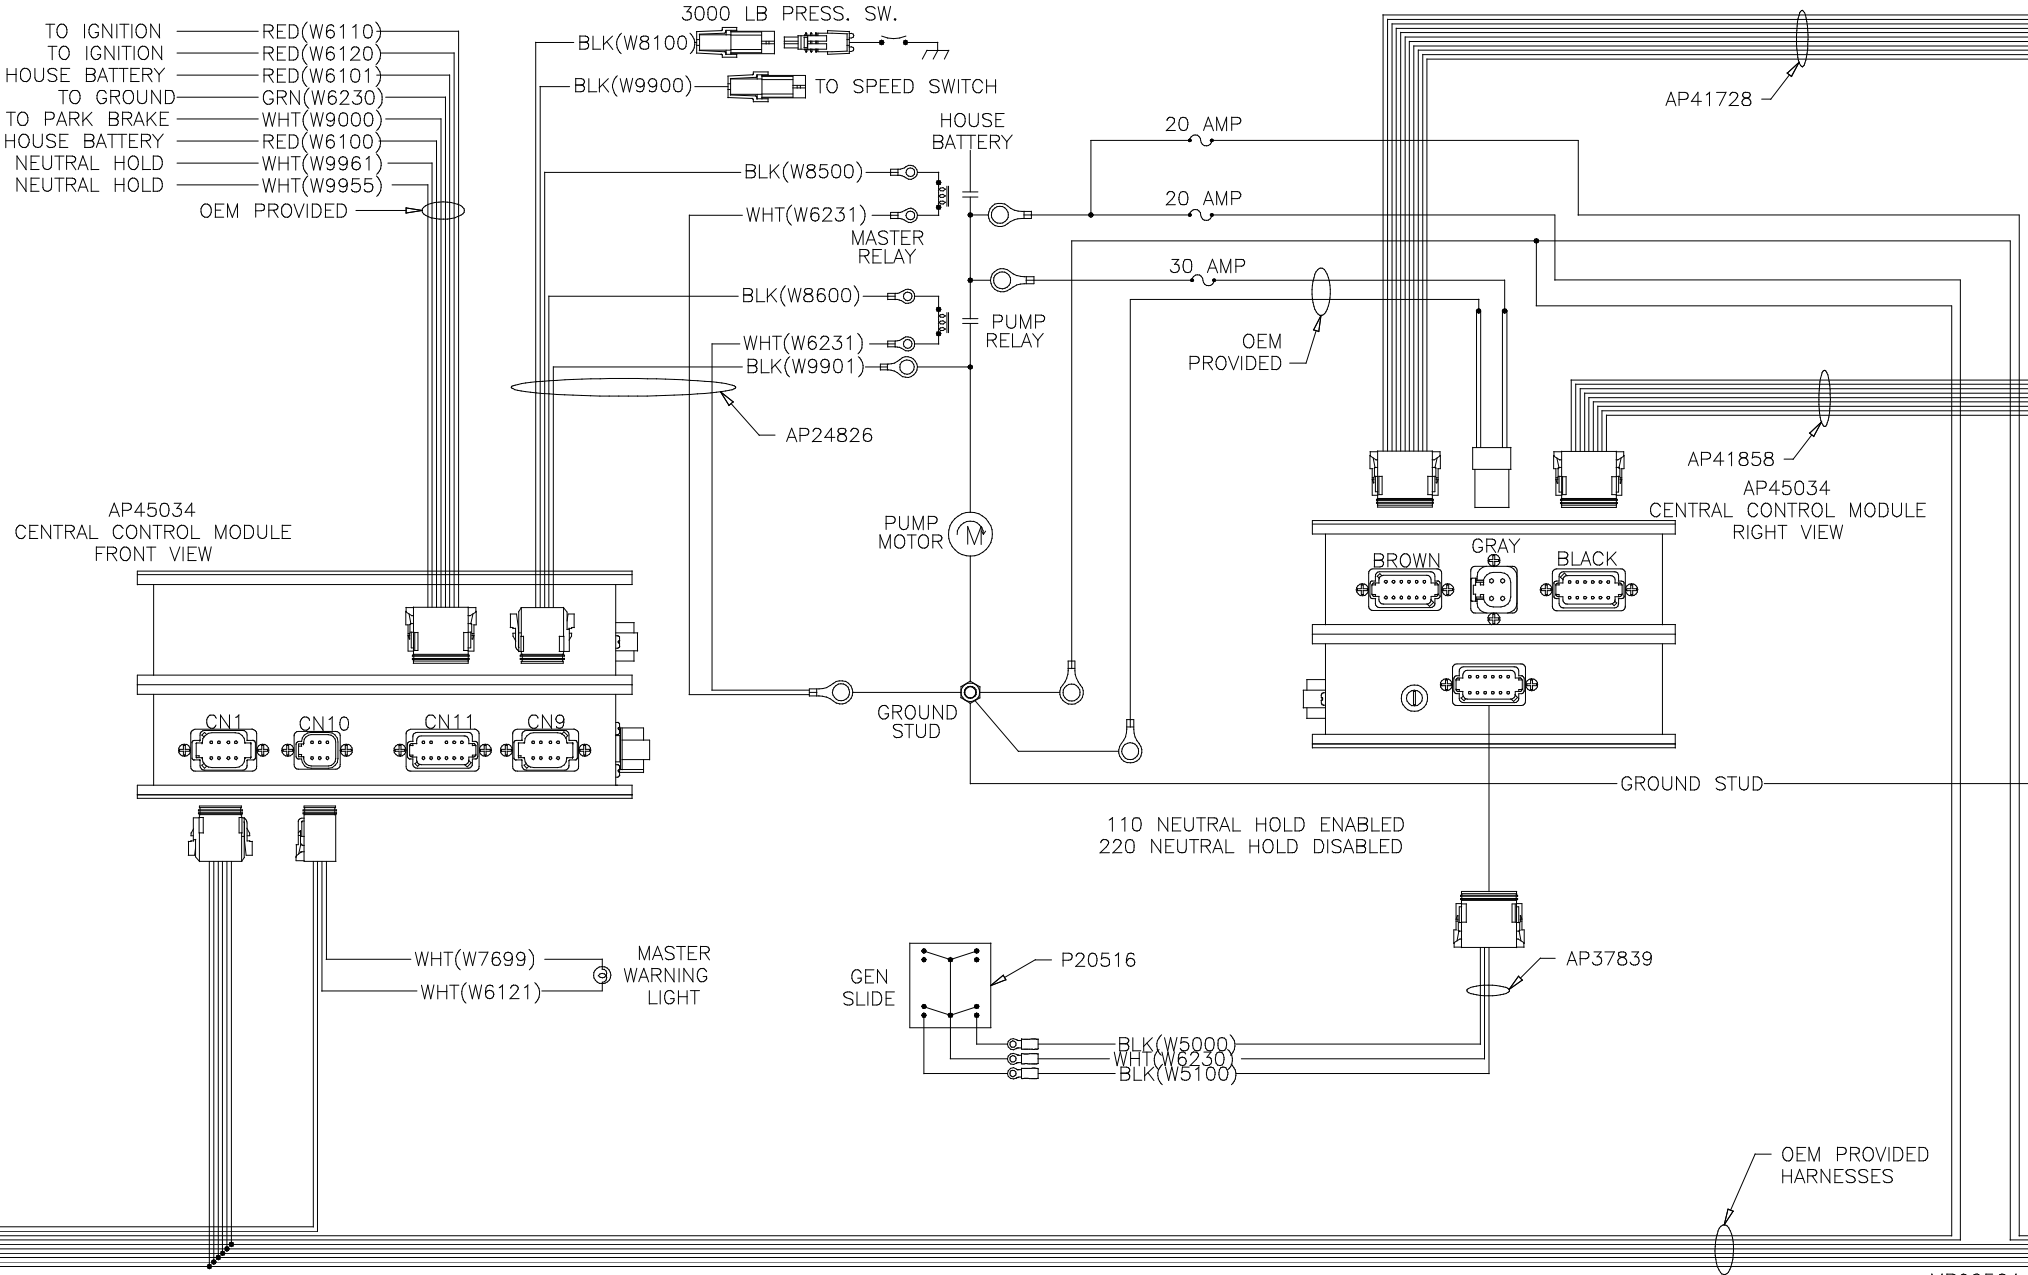 3000 LB PRESS. SW.
TO IGNITION RED(W6110)
TO IGNITION RED(W6120)
HOUSE BATTERY RED(W6101)
TO GROUND GRN(W6230)
TO PARK BRAKE WHT(W9000)
HOUSE BATTERY RED(W6100)
NEUTRAL HOLD WHT(W9961)
NEUTRAL HOLD WHT(W9955)
OEM PROVIDED
BLK(W8100)
BLK(W9900) TO SPEED SWITCH
HOUSE
BATTERY
BLK(W8500)
WHT(W6231)
MASTER
RELAY
BLK(W8600)
PUMP
RELAY
WHT(W6231)
BLK(W9901)
AP24826
20 AMP
20 AMP
30 AMP
OEM
PROVIDED
AP41728
AP41858
AP45034
CENTRAL CONTROL MODULE
RIGHT VIEW
AP45034
CENTRAL CONTROL MODULE
FRONT VIEW
PUMP
MOTOR
M
BROWN
GRAY
BLACK
CN1
CN10
CN11
CN9
GROUND
STUD
GROUND STUD
110 NEUTRAL HOLD ENABLED
220 NEUTRAL HOLD DISABLED
WHT(W7699)
WHT(W6121)
MASTER
WARNING
LIGHT
GEN
SLIDE
P20516
AP37839
BLK(W5000)
WHT(W6230)
BLK(W5100)
OEM PROVIDED
HARNESSES